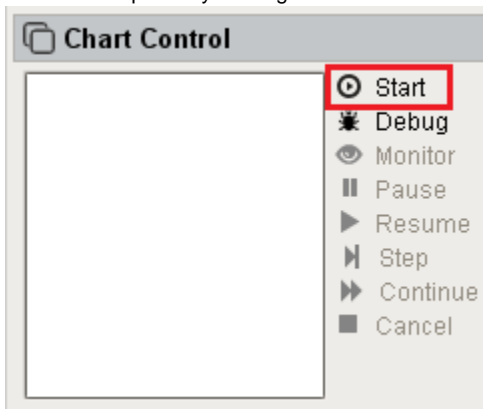 Chart Control
Start
Debug
Monitor
Pause
Resume
Step
Continue
Cancel